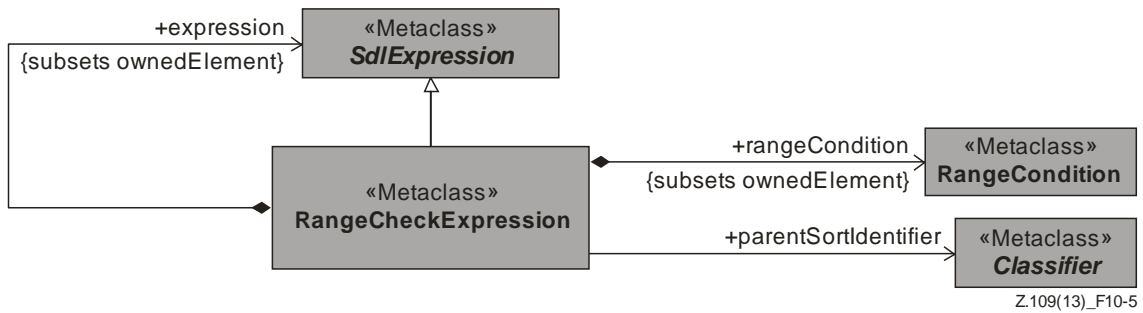 +expression
{subsets ownedElement}
«Metaclass»
SdlExpression
«Metaclass»
RangeCheckExpression
+rangeCondition
{subsets ownedElement}
«Metaclass»
RangeCondition
+parentSortIdentifier
«Metaclass»
Classifier
Z.109(13)_F10-5